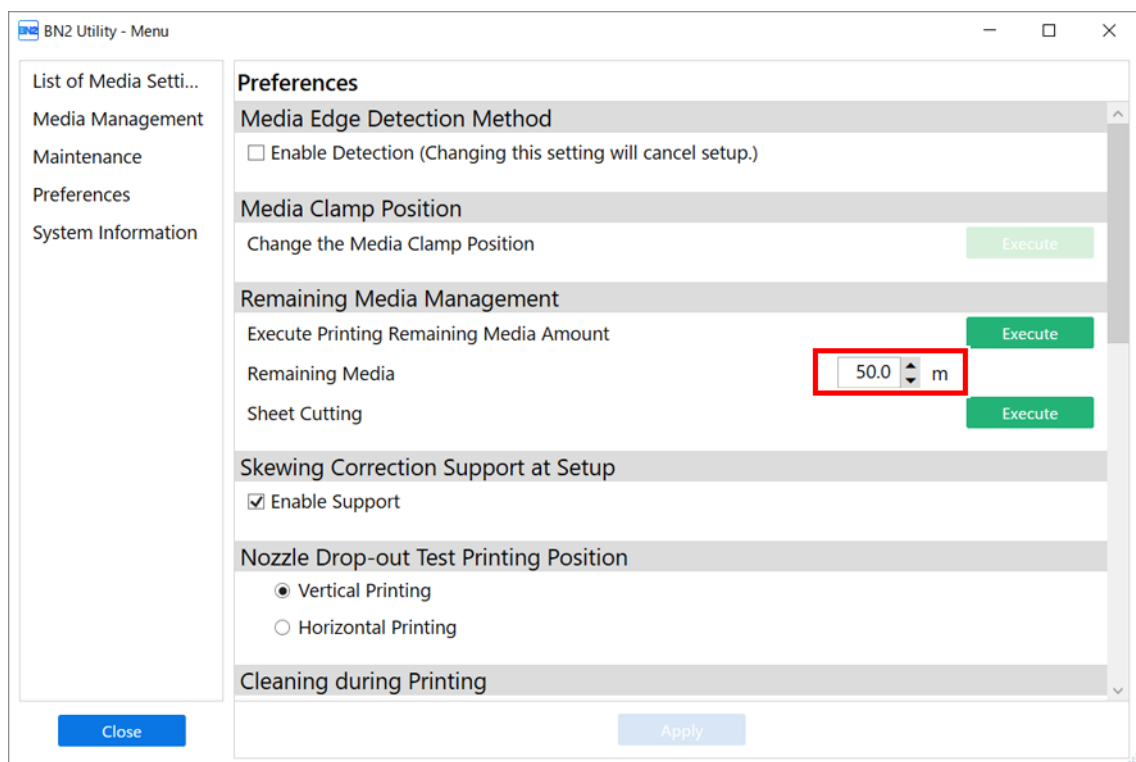 BN2 BN2 Utility - Menu
List of Media Setti...
Media Management
Maintenance
Preferences
System Information
Close
Preferences
Media Edge Detection Method
Enable Detection (Changing this setting will cancel setup.)
Media Clamp Position
Change the Media Clamp Position Execute
Remaining Media Management
Execute Printing Remaining Media Amount Execute
Remaining Media 50.0 m
Sheet Cutting Execute
Skewing Correction Support at Setup
Enable Support
Nozzle Drop-out Test Printing Position
Vertical Printing
Horizontal Printing
Cleaning during Printing
Apply